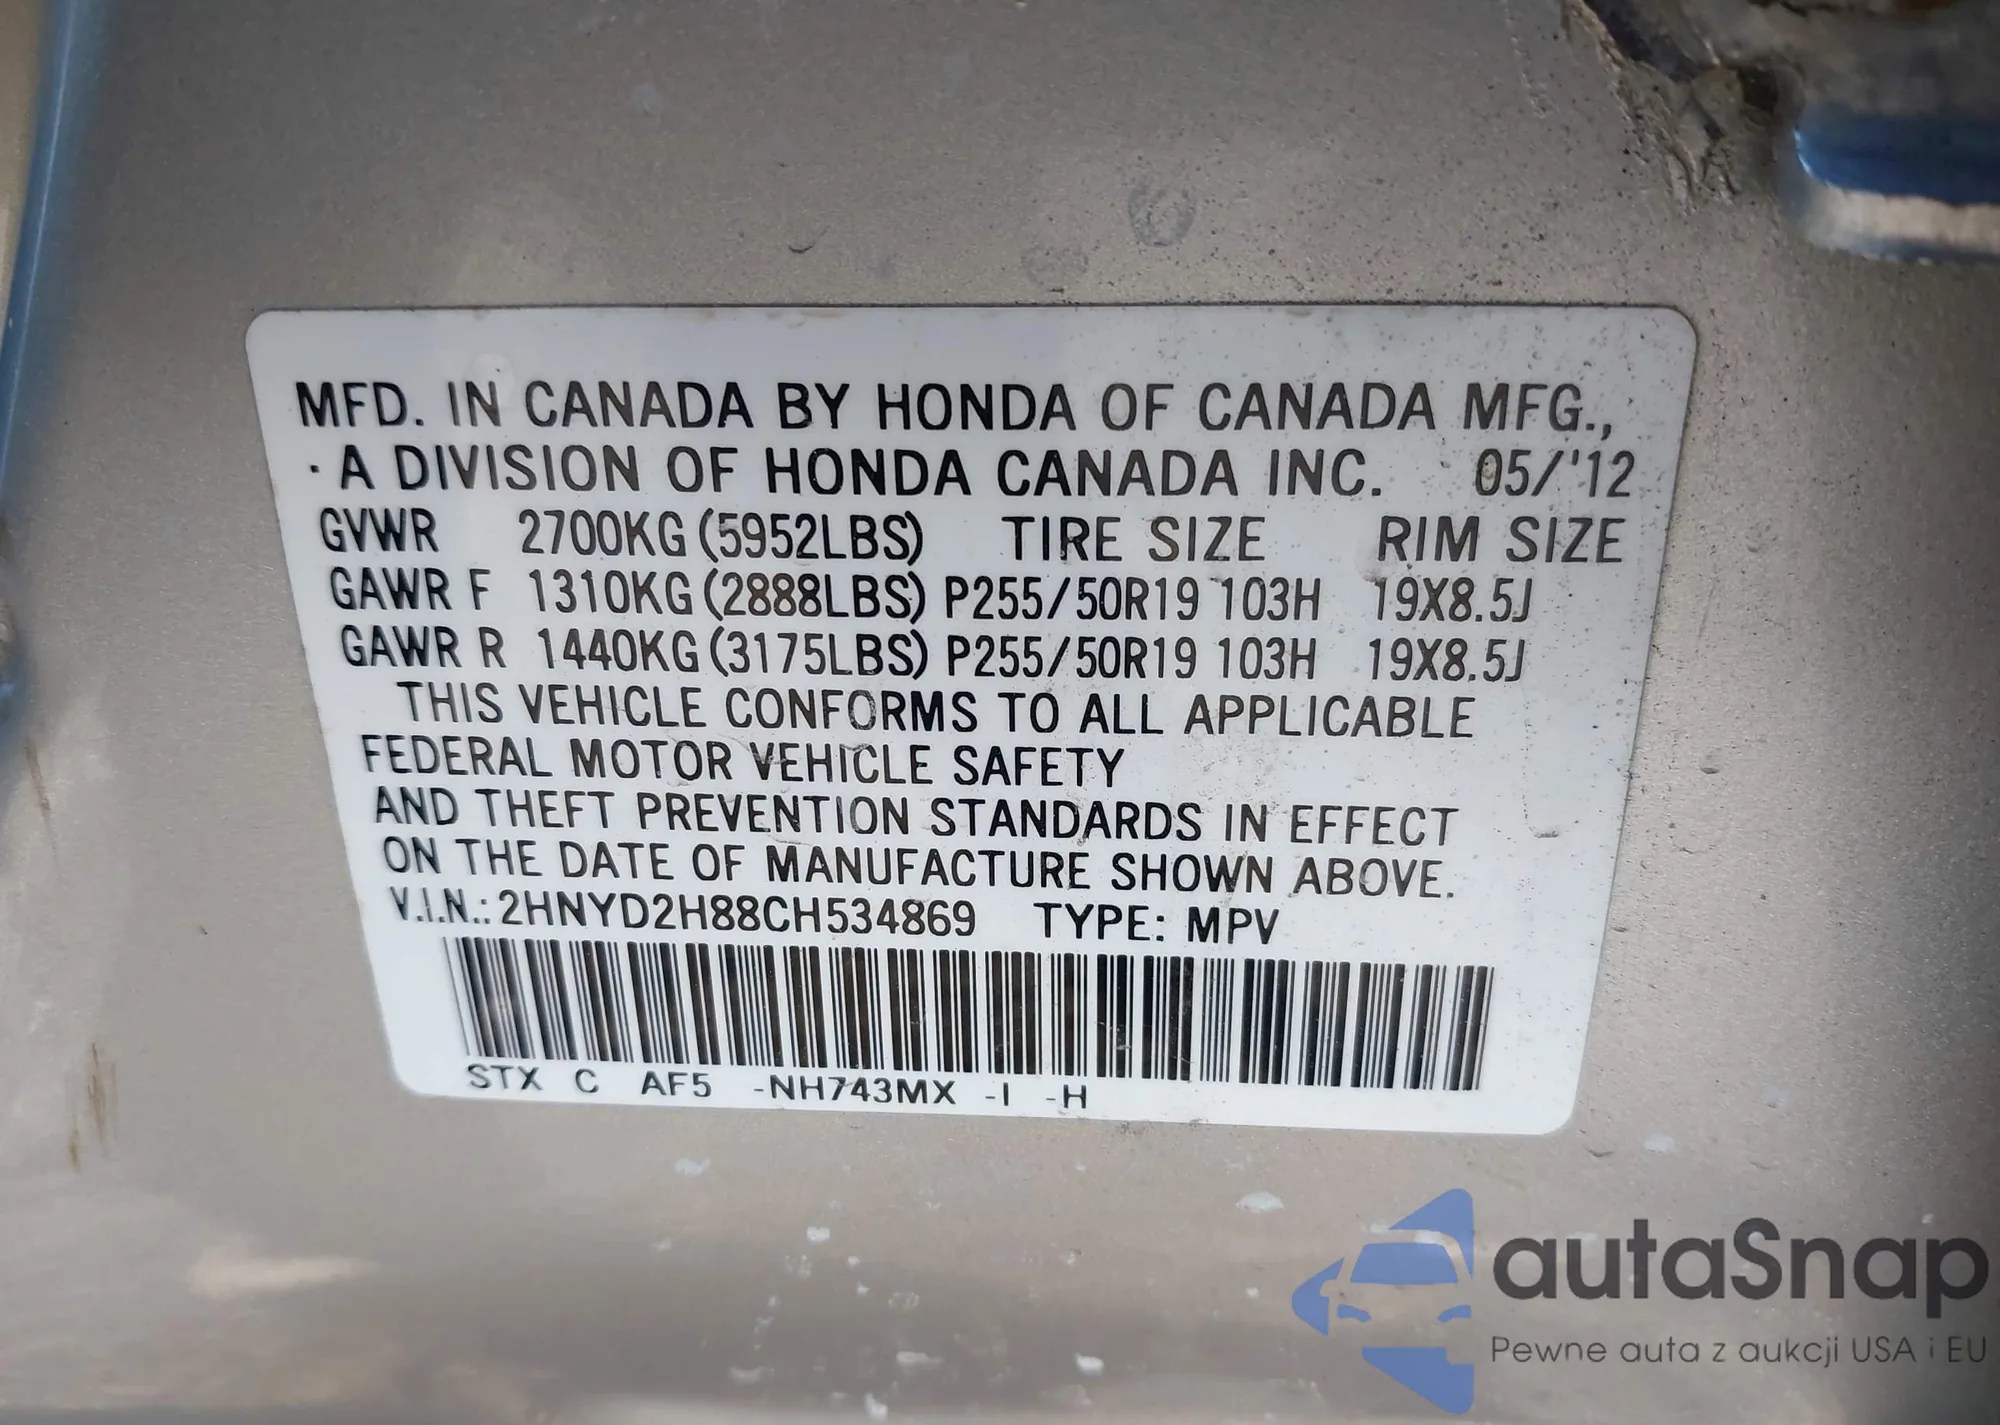 MFD. IN CANADA BY HONDA OF CANADA MFG.,
A DIVISION OF HONDA CANADA INC. 05/'12
GVWR 2700KG (5952LBS) TIRE SIZE RIM SIZE
GAWR F 1310KG (2888LBS) P255/50R19 103H 19X8.5J
GAWR R 1440KG (3175LBS) P255/50R19 103H 19X8.5J
THIS VEHICLE CONFORMS TO ALL APPLICABLE
FEDERAL MOTOR VEHICLE SAFETY
AND THEFT PREVENTION STANDARDS IN EFFECT
ON THE DATE OF MANUFACTURE SHOWN ABOVE.
V.I.N.: 2HNYD2H88CH534869 TYPE: MPV
STX C AF5 -NH743MX -I -H
autaSnap
Pewne auta z aukcji USA i EU